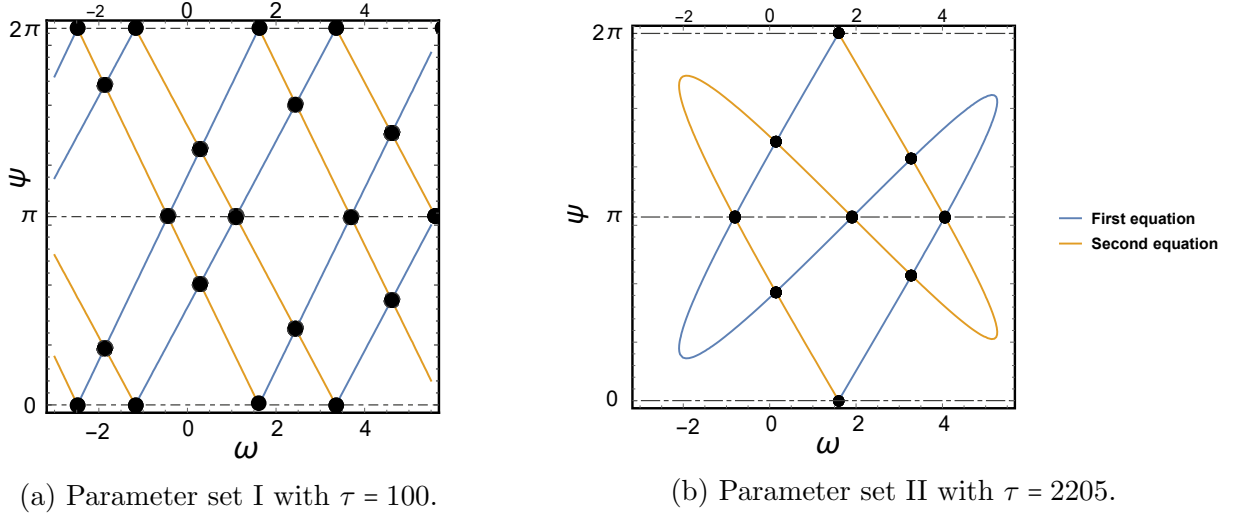 −2 0 2 4
2π
ψ
π
0
−2 0 2 4
ω
(a) Parameter set I with τ = 100.
−2 0 2 4
2π
ψ
π
0
−2 0 2 4
ω
First equation
Second equation
(b) Parameter set II with τ = 2205.